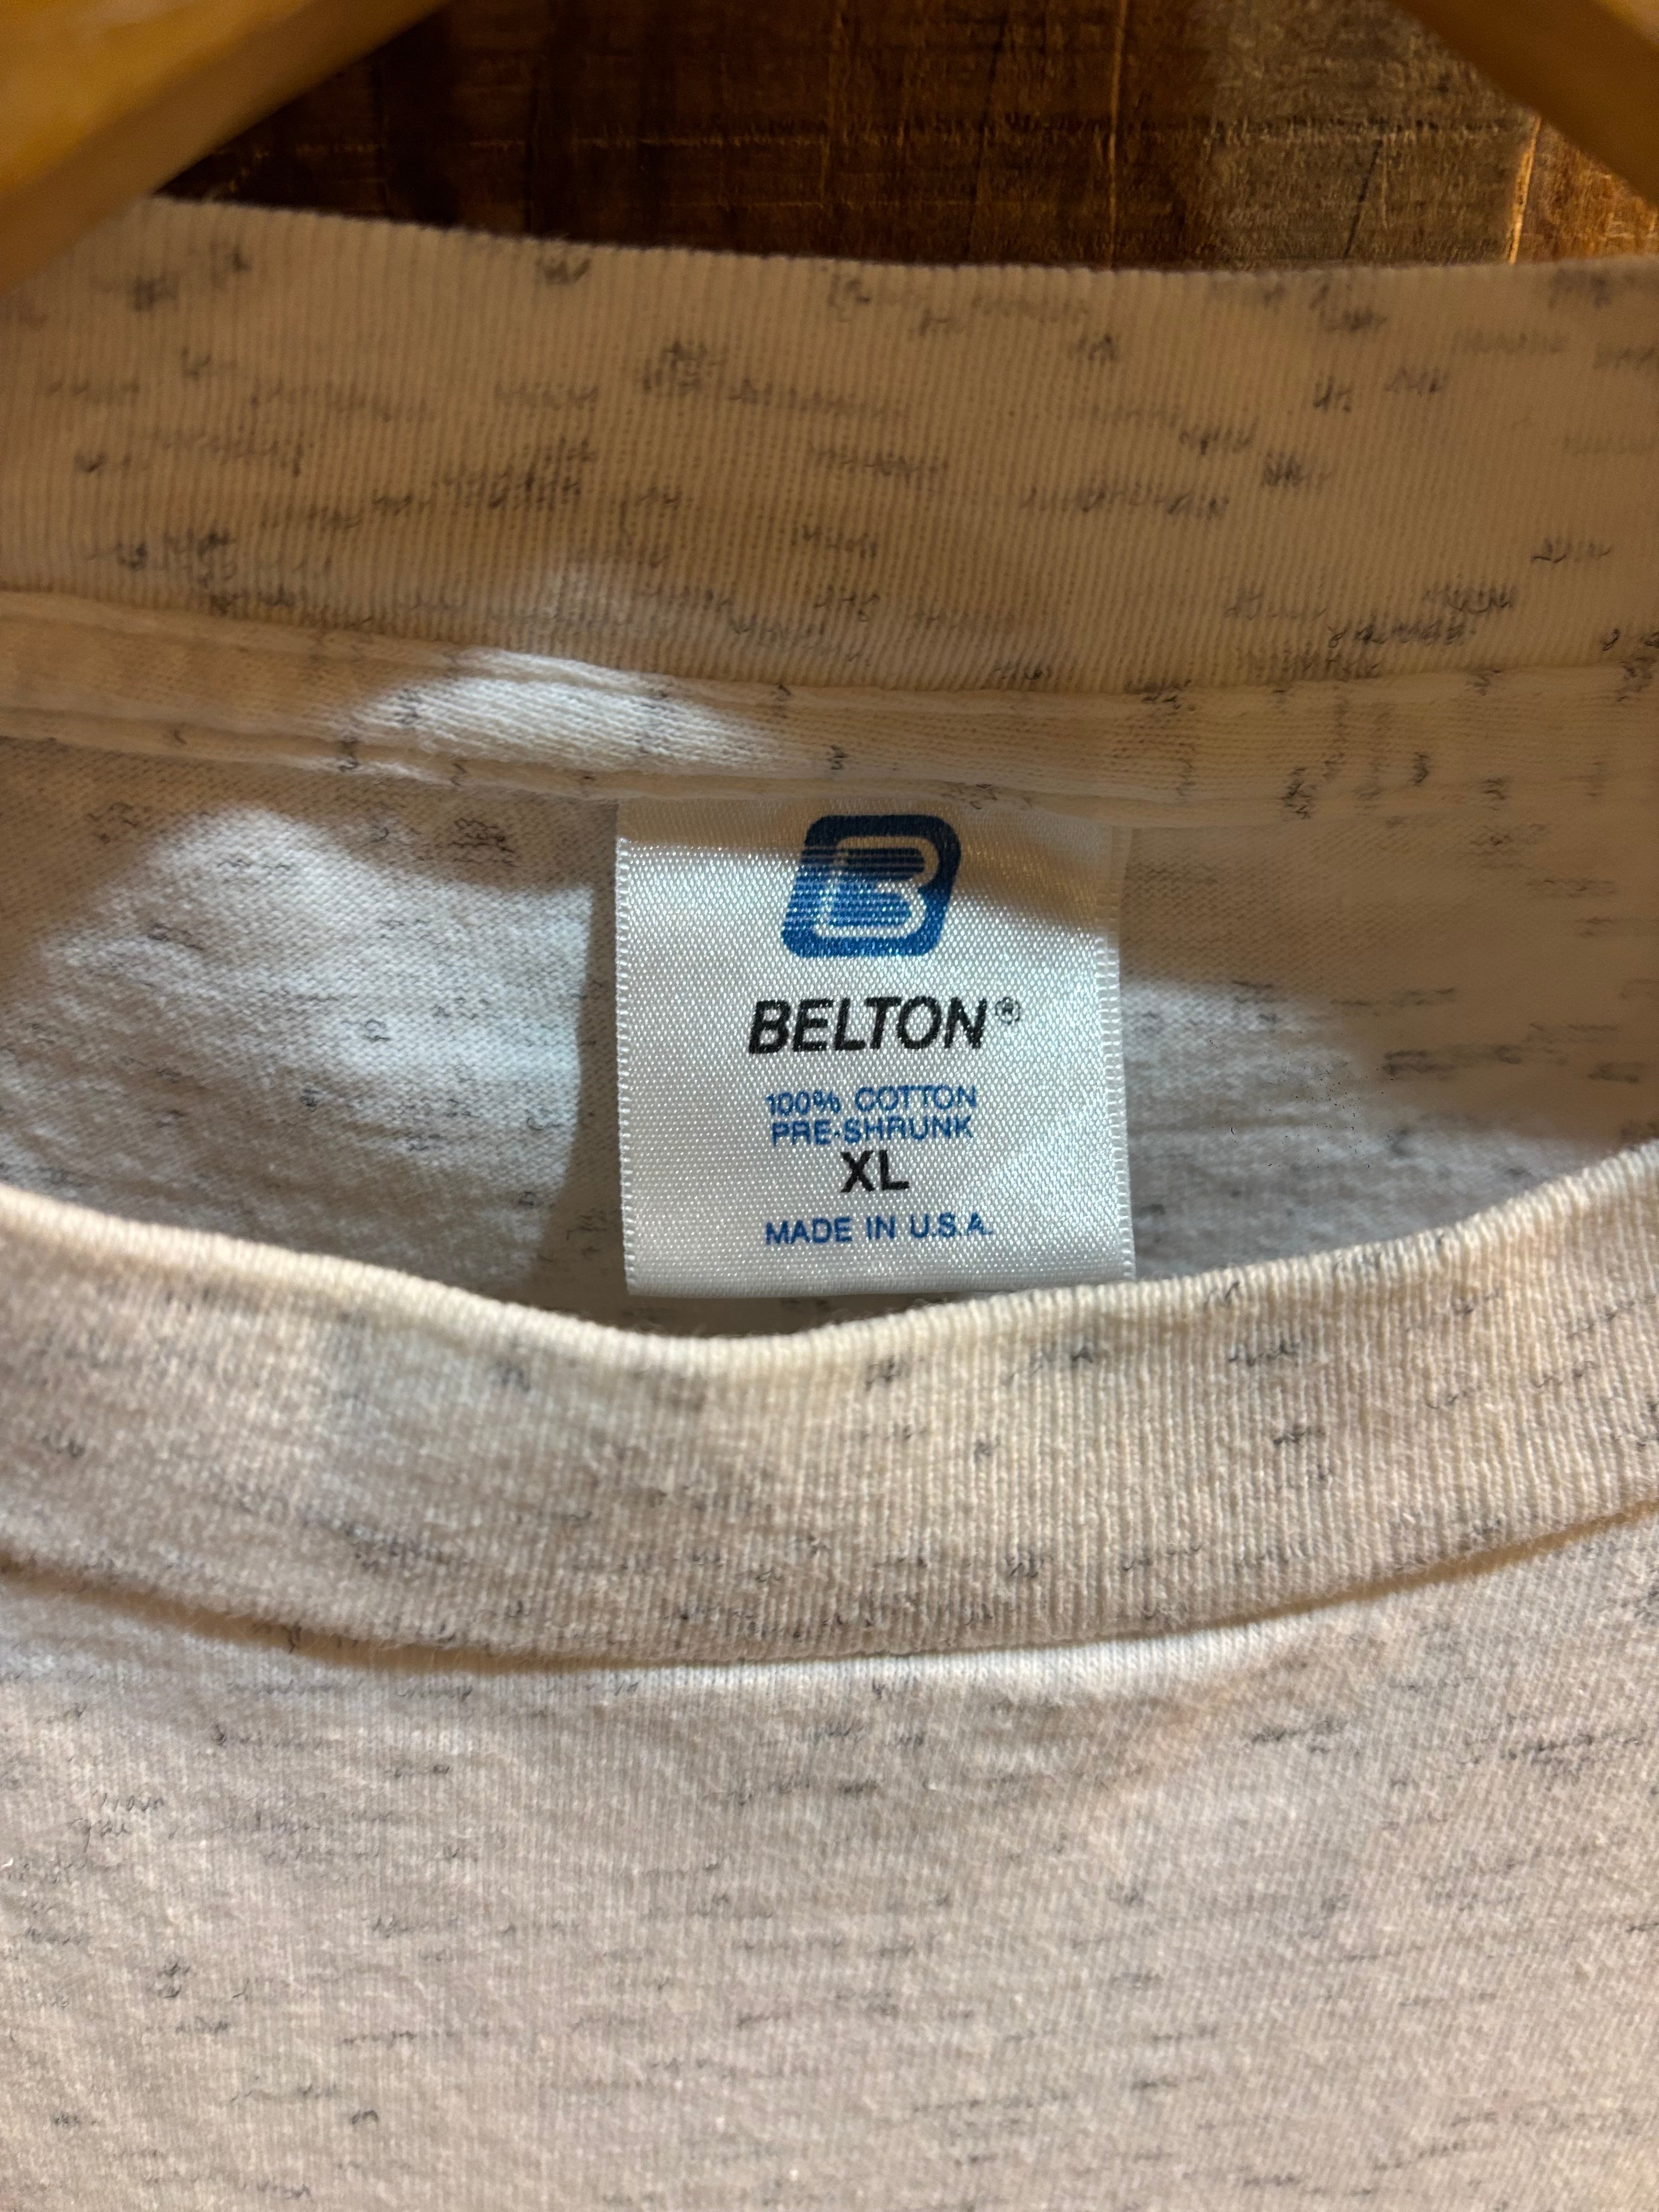 B
BELTON®
100% COTTON
PRE-SHRUNK
XL
MADE IN U.S.A.